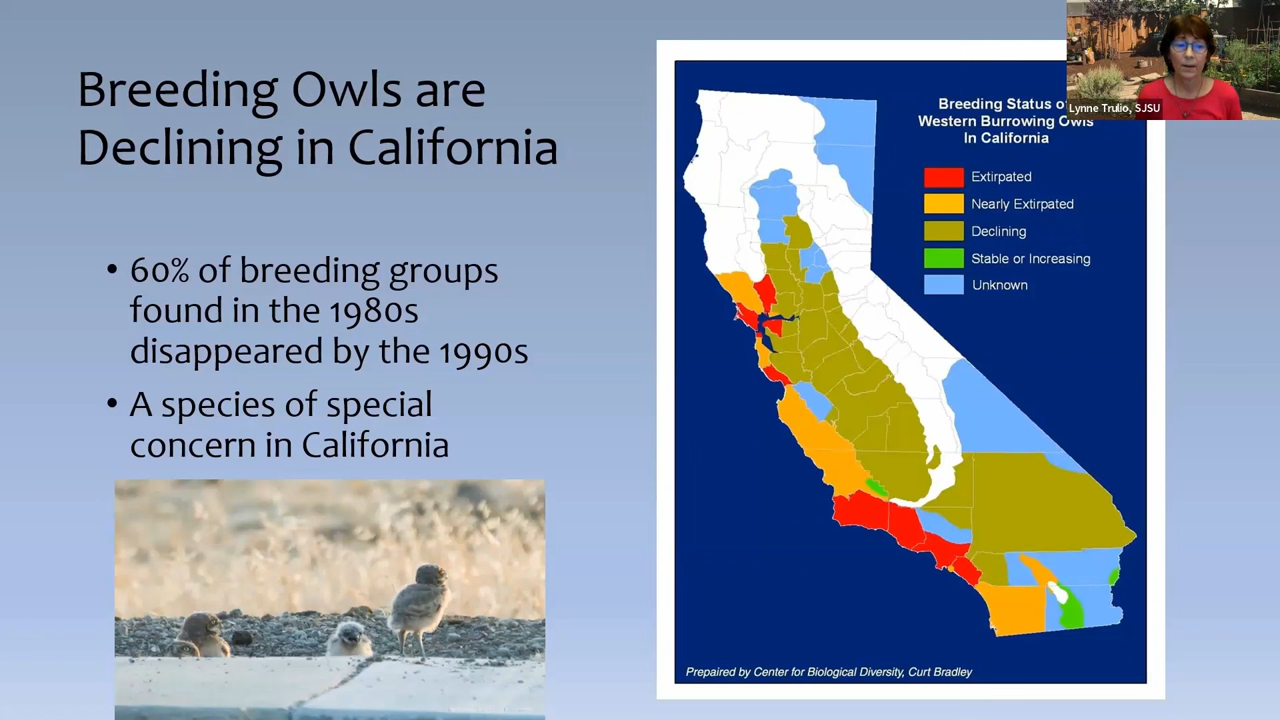 Breeding Owls are
Declining in California
• 60% of breeding groups
found in the 1980s
disappeared by the 1990s
• A species of special
concern in California
Breeding Status of
Western Burrowing Owls
In California
Extirpated
Nearly Extirpated
Declining
Stable or Increasing
Unknown
Prepaired by Center for Biological Diversity, Curt Bradley
Lynne Trulio, SJSU